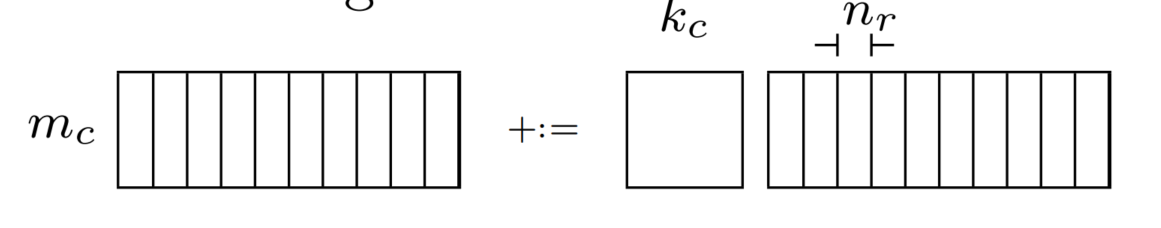 k_c n_r
m_c +:=